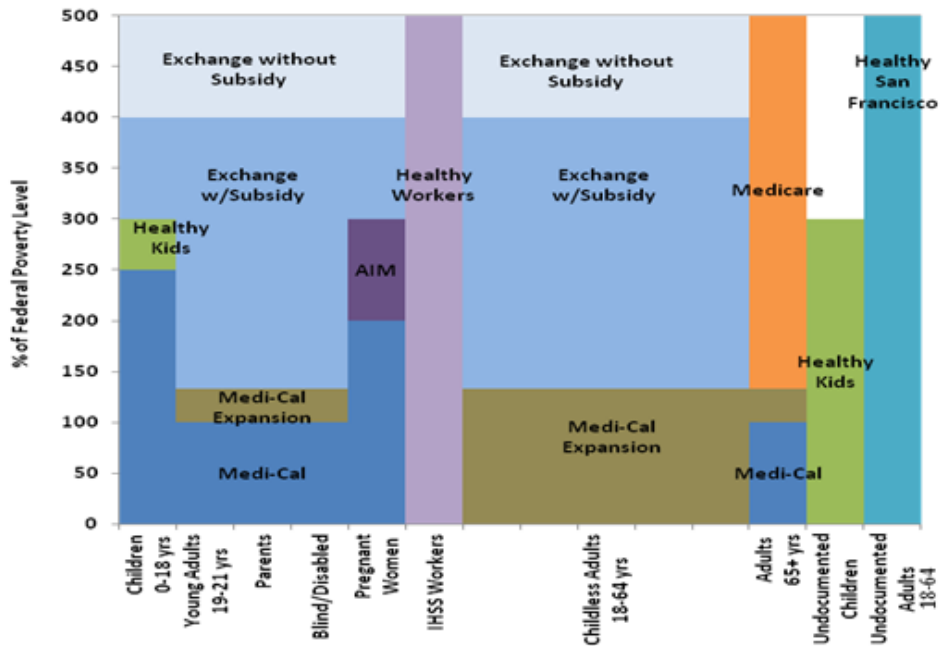 500
450
400
350
300
250
200
150
100
50
0
% of Federal Poverty Level
Exchange without
Subsidy
Exchange
w/Subsidy
Healthy
Kids
AIM
Medi-Cal
Expansion
Medi-Cal
Healthy
Workers
Exchange without
Subsidy
Exchange
w/Subsidy
Medi-Cal
Expansion
Medicare
Medi-Cal
Healthy
Kids
Healthy
San
Francisco
Children
0-18 yrs
Young Adults
19-21 yrs
Parents
Blind/Disabled
Pregnant
Women
IHSS Workers
Childless Adults
18-64 yrs
Adults
65+ yrs
Undocumented
Children
Undocumented
Adults
18-64